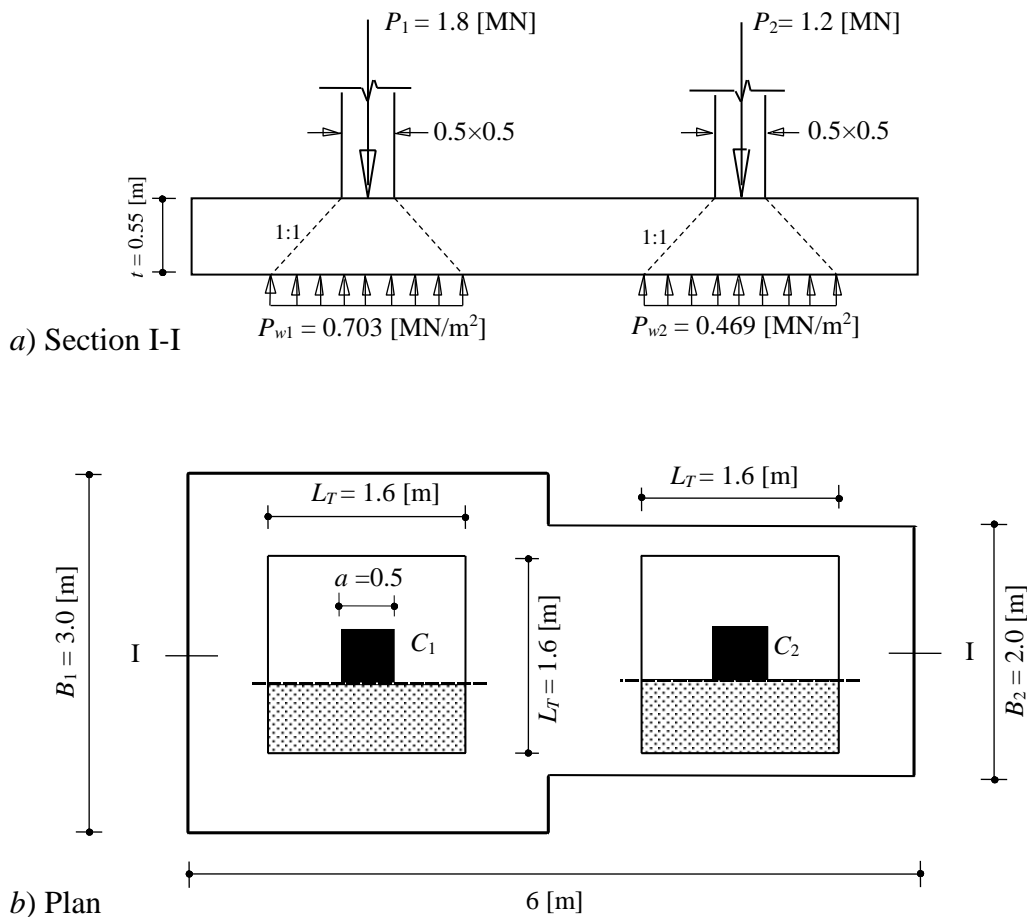 P1 = 1.8 [MN]
P2= 1.2 [MN]
0.5×0.5
0.5×0.5
t = 0.55 [m]
1:1
1:1
Pw1 = 0.703 [MN/m²]
Pw2 = 0.469 [MN/m²]
a) Section I-I
LT = 1.6 [m]
LT = 1.6 [m]
a =0.5
B1 = 3.0 [m]
I
C1
LT = 1.6 [m]
C2
I
B2 = 2.0 [m]
b) Plan
6 [m]